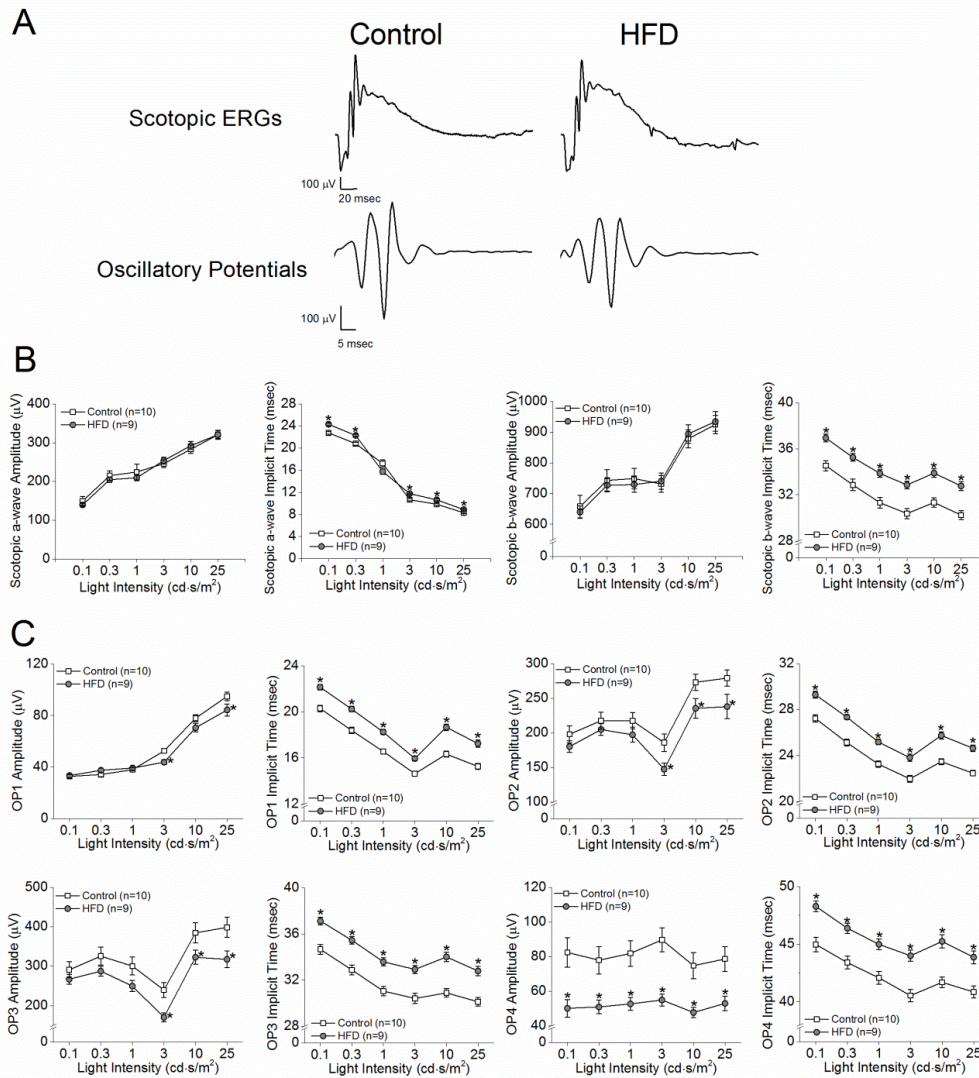 A
Control
HFD
Scotopic ERGs
100 µV
20 msec
Oscillatory Potentials
100 µV
5 msec
B
Scotopic a-wave Amplitude (µV)
400
300
200
100
0
Control (n=10)
HFD (n=9)
0.1 0.3 1 3 10 25
Light Intensity (cd·s/m²)
Scotopic a-wave Implicit Time (msec)
28
24
20
16
12
8
4
0
* * * * *
Control (n=10)
HFD (n=9)
0.1 0.3 1 3 10 25
Light Intensity (cd·s/m²)
Scotopic b-wave Amplitude (µV)
1000
900
800
700
600
0
Control (n=10)
HFD (n=9)
0.1 0.3 1 3 10 25
Light Intensity (cd·s/m²)
Scotopic b-wave Implicit Time (msec)
40
36
32
28
0
* * * * * *
Control (n=10)
HFD (n=9)
0.1 0.3 1 3 10 25
Light Intensity (cd·s/m²)
C
OP1 Amplitude (µV)
120
80
40
0
Control (n=10)
HFD (n=9)
* *
0.1 0.3 1 3 10 25
Light Intensity (cd·s/m²)
OP1 Implicit Time (msec)
24
20
16
12
0
* * * * * *
Control (n=10)
HFD (n=9)
0.1 0.3 1 3 10 25
Light Intensity (cd·s/m²)
OP2 Amplitude (µV)
300
250
200
150
100
0
Control (n=10)
HFD (n=9)
* * *
0.1 0.3 1 3 10 25
Light Intensity (cd·s/m²)
OP2 Implicit Time (msec)
32
28
24
20
0
* * * * * *
Control (n=10)
HFD (n=9)
0.1 0.3 1 3 10 25
Light Intensity (cd·s/m²)
OP3 Amplitude (µV)
500
400
300
200
0
Control (n=10)
HFD (n=9)
* * *
0.1 0.3 1 3 10 25
Light Intensity (cd·s/m²)
OP3 Implicit Time (msec)
40
36
32
28
0
* * * * * *
Control (n=10)
HFD (n=9)
0.1 0.3 1 3 10 25
Light Intensity (cd·s/m²)
OP4 Amplitude (µV)
120
100
80
60
40
0
Control (n=10)
HFD (n=9)
* * * * * *
0.1 0.3 1 3 10 25
Light Intensity (cd·s/m²)
OP4 Implicit Time (msec)
50
45
40
0
* * * * * *
Control (n=10)
HFD (n=9)
0.1 0.3 1 3 10 25
Light Intensity (cd·s/m²)